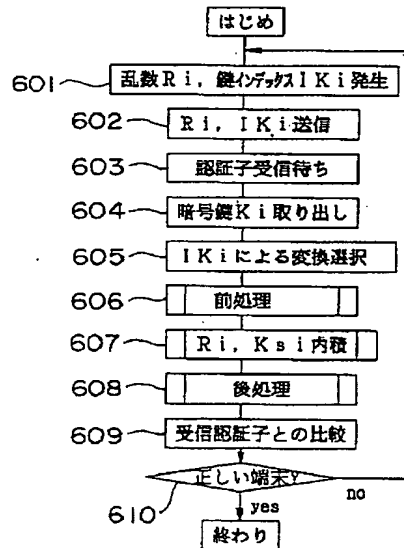 はじめ
601 乱数Ri,鍵インデックスIKi発生
602 Ri,IKi送信
603 認証子受信待ち
604 暗号鍵Ki取り出し
605 IKiによる変換選択
606 前処理
607 Ri,Ksi内積
608 後処理
609 受信認証子との比較
610 正しい端末? no
yes
終わり